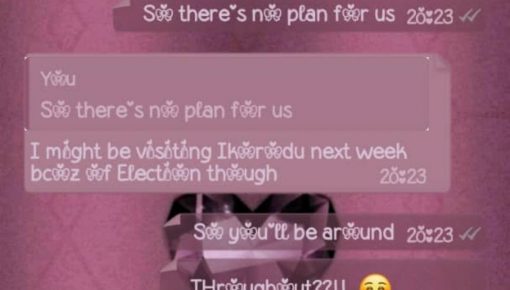 So there's no plan for us 20:23
You
So there's no plan for us
I might be visiting Ikorodu next week
bcoz of Election though
20:23
So you'll be around 20:23
THroughout??!! 🥲